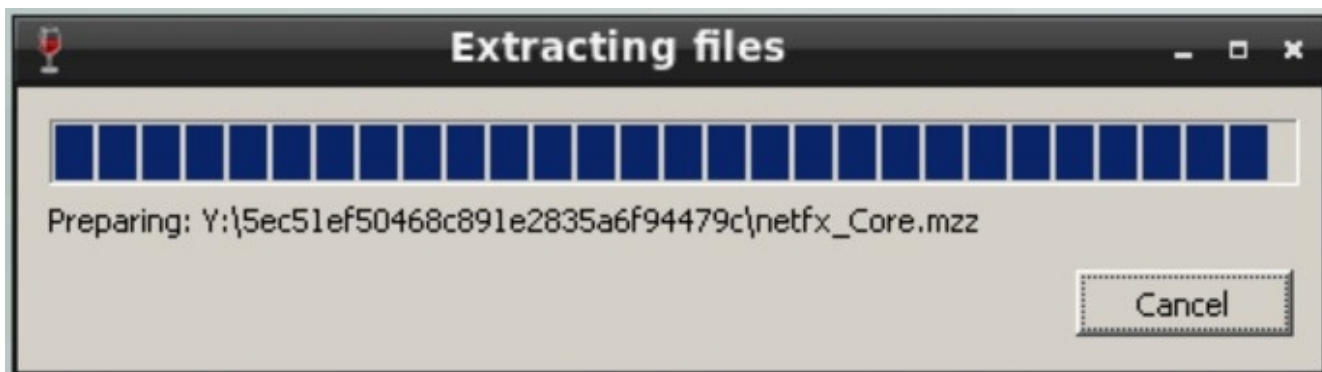 Extracting files
Preparing: Y:\5ec51ef50468c891e2835a6f94479c\netfx_Core.mzz
Cancel